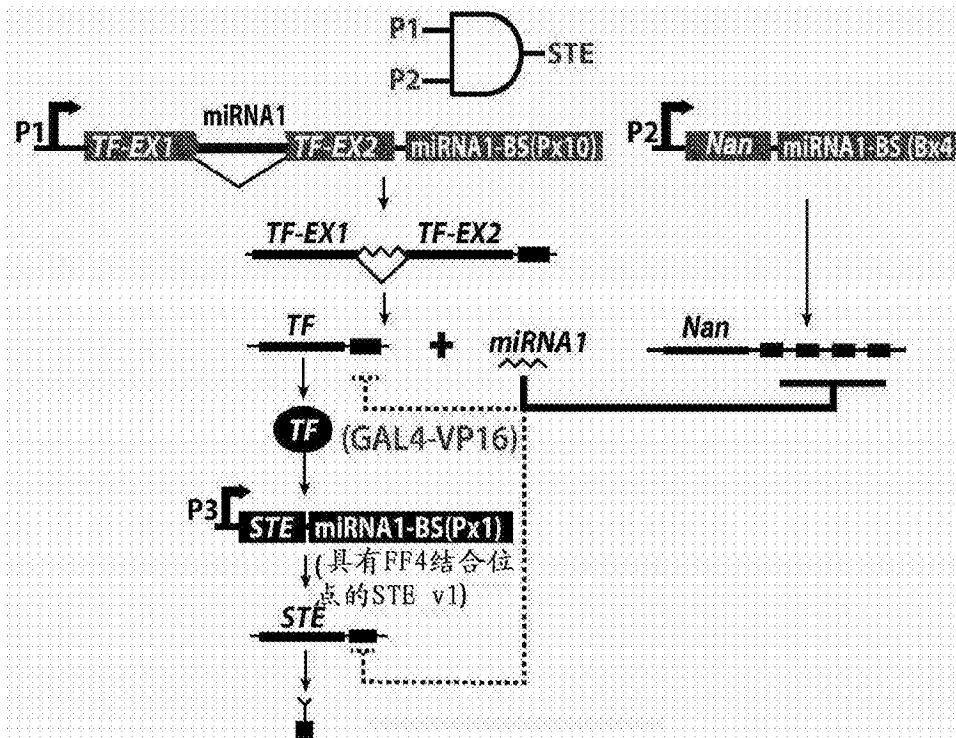 P1
P2
STE
P1
miRNA1
TF-EX1
TF-EX2
miRNA1-BS(Px10)
P2
Nan
miRNA1-BS (Bx4
TF-EX1
TF-EX2
TF
+
miRNA1
Nan
TF
(GAL4-VP16)
P3
STE
miRNA1-BS(Px1)
(具有FF4结合位
点的STE v1)
STE